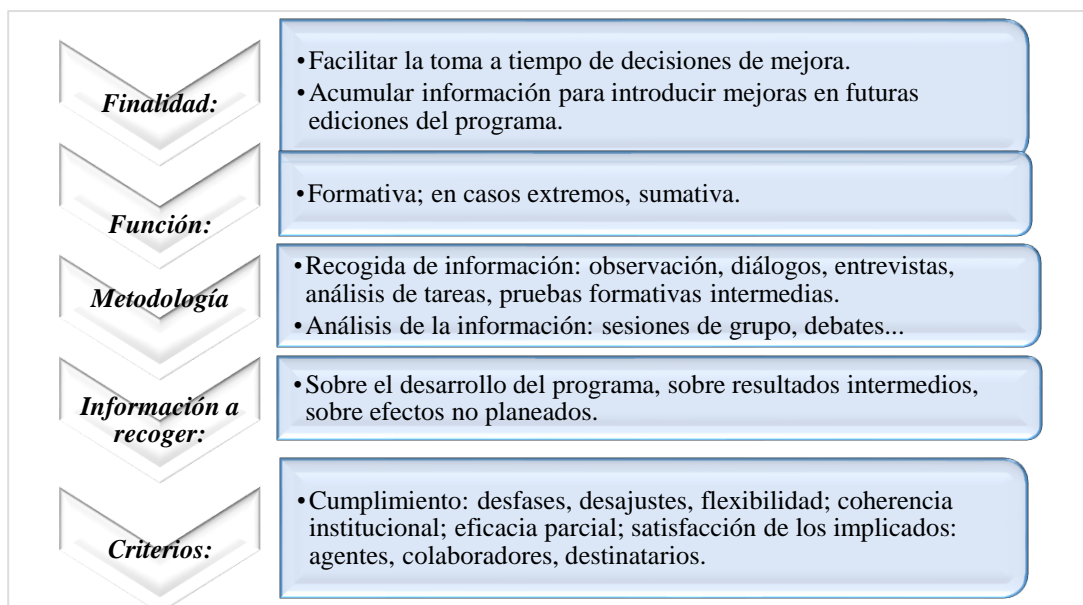 Finalidad:
•Facilitar la toma a tiempo de decisiones de mejora.
•Acumular información para introducir mejoras en futuras
ediciones del programa.
Función:
•Formativa; en casos extremos, sumativa.
Metodología
•Recogida de información: observación, diálogos, entrevistas,
análisis de tareas, pruebas formativas intermedias.
•Análisis de la información: sesiones de grupo, debates...
Información a
recoger:
•Sobre el desarrollo del programa, sobre resultados intermedios,
sobre efectos no planeados.
Criterios:
•Cumplimiento: desfases, desajustes, flexibilidad; coherencia
institucional; eficacia parcial; satisfacción de los implicados:
agentes, colaboradores, destinatarios.